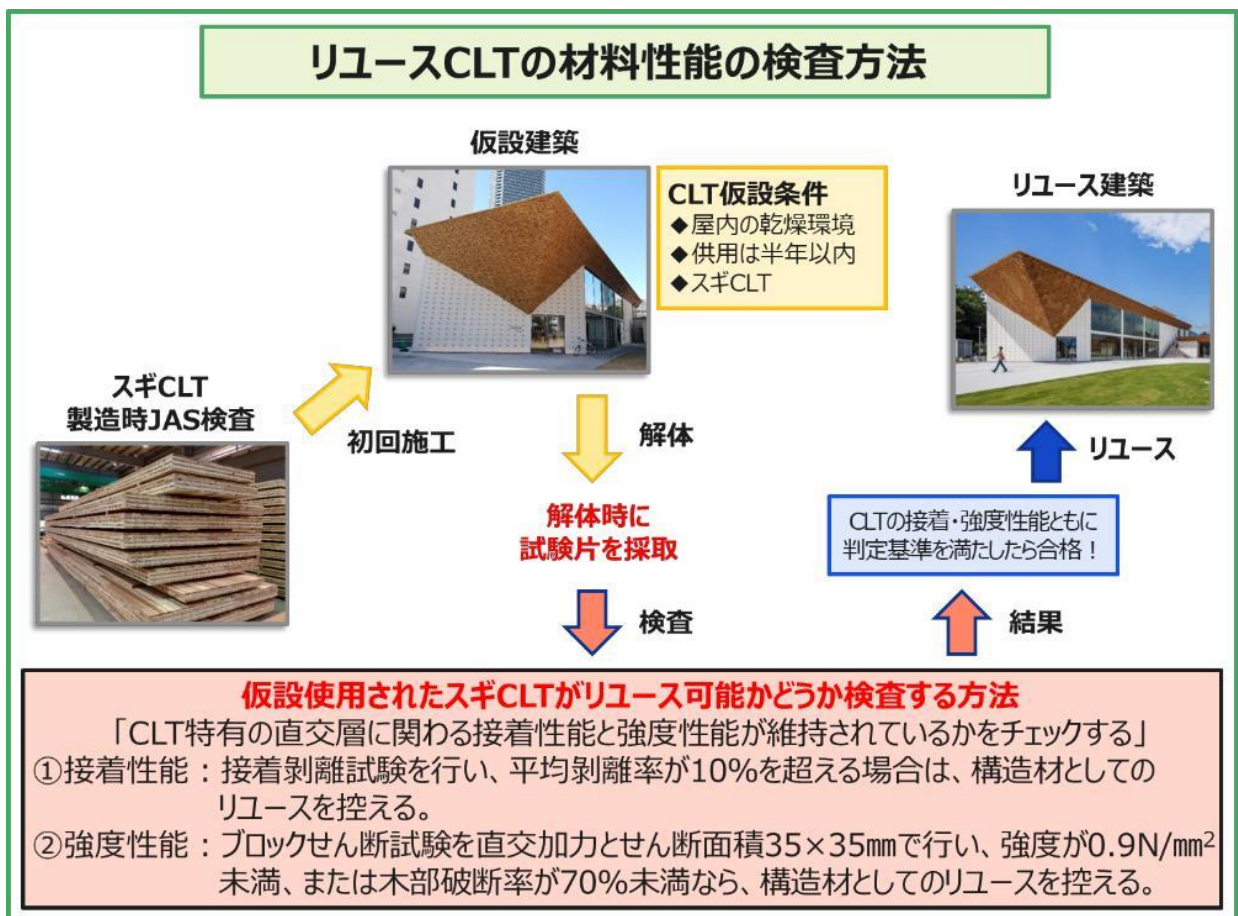 リユースCLTの材料性能の検査方法
仮設建築
CLT仮設条件
◆屋内の乾燥環境
◆供用は半年以内
◆スギCLT
リユース建築
スギCLT
製造時JAS検査
初回施工
解体
解体時に
試験片を採取
検査
リユース
CLTの接着・強度性能ともに
判定基準を満たしたら合格！
結果
仮設使用されたスギCLTがリユース可能かどうか検査する方法
「CLT特有の直交層に関わる接着性能と強度性能が維持されているかをチェックする」
①接着性能：接着剥離試験を行い、平均剥離率が10%を超える場合は、構造材としての
リユースを控える。
②強度性能：ブロックせん断試験を直交加力とせん断面積35×35㎜で行い、強度が0.9N/mm²
未満、または木部破断率が70%未満なら、構造材としてのリユースを控える。